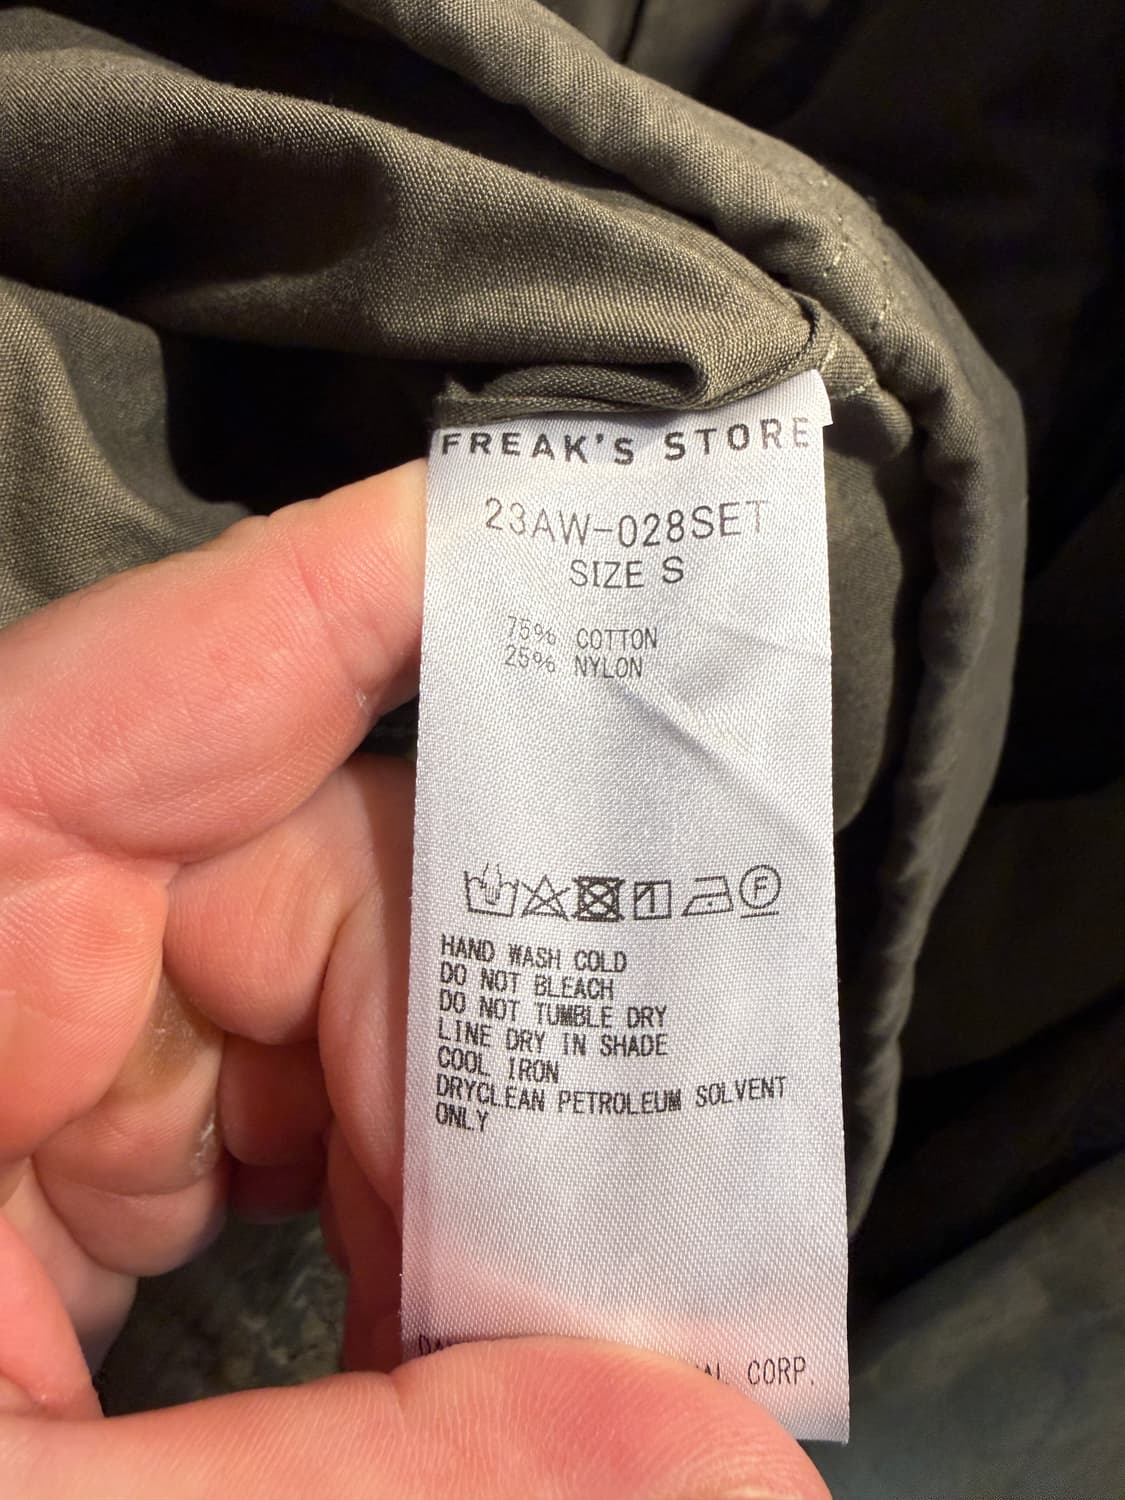 FREAK'S STORE
23AW-028SET
SIZE S
75% COTTON
25% NYLON
F
HAND WASH COLD
DO NOT BLEACH
DO NOT TUMBLE DRY
LINE DRY IN SHADE
COOL IRON
DRYCLEAN PETROLEUM SOLVENT
ONLY
CORP.